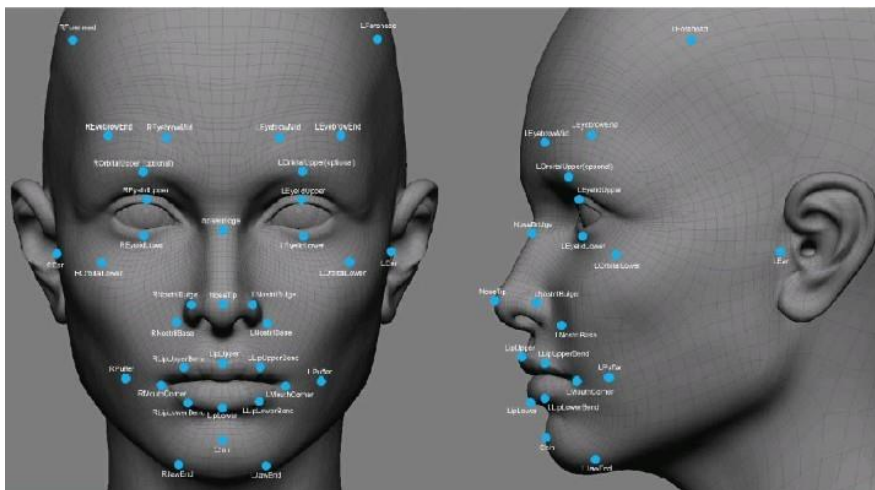 RForehead
LForehead
REyebrowEnd
REyebrowMid
LEyebrowMid
LEyebrowEnd
ROrbitalUpper (optional)
LOrbitalUpper(optional)
REyelidUpper
LEyelidUpper
NoseBridge
REyelidLower
LEyelidLower
REar
LEar
ROrbitalLower
LOrbitalLower
RNostrilBulge
NoseTip
LNostrilBulge
RNostrilBase
LNostrilBase
RLipUpperBend
LipUpper
LLipUpperBend
RPuffer
LPuffer
RMouthCorner
LMouthCorner
RLipLowerBend
LipLower
LLipLowerBend
Chin
RJawEnd
LJawEnd
LForehead
LEyebrowMid
LEyebrowEnd
LOrbitalUpper(optional)
LEyelidUpper
NoseBridge
LEyelidLower
LOrbitalLower
LEar
NoseTip
LNostrilBulge
LNostrilBase
LipUpper
LLipUpperBend
LPuffer
LMouthCorner
LipLower
LLipLowerBend
Chin
LJawEnd